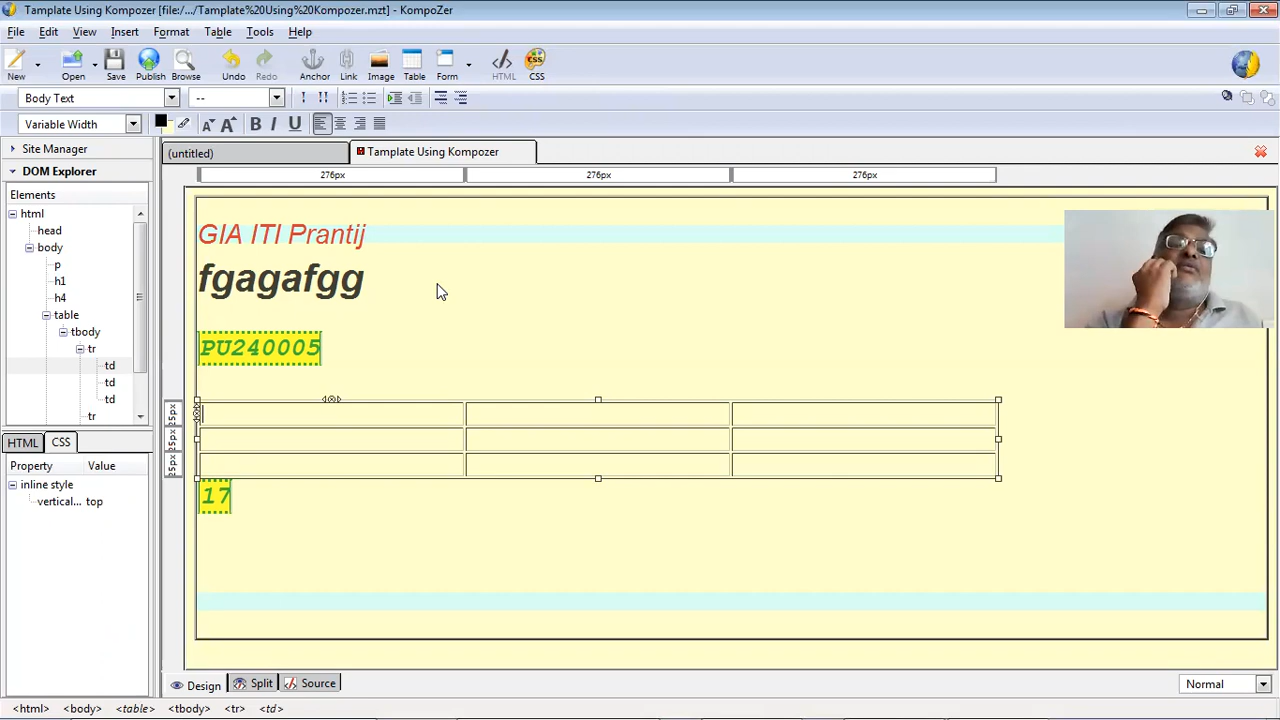 Tamplate Using Kompozer [file:/.../Tamplate%20Using%20Kompozer.mzt] - KompoZer
File Edit View Insert Format Table Tools Help
New Open Save Publish Browse Undo Redo Anchor Link Image Table Form HTML CSS
Body Text --
Variable Width B I U
Site Manager (untitled) Tamplate Using Kompozer
DOM Explorer 276px 276px 276px
Elements
html
head
body
p
h1
h4
table
tbody
tr
td
td
td
tr
GIA ITI Prantij
fgagafgg
PU240005
25px
25px
25px
17
HTML CSS
Property Value
inline style
vertical... top
Design Split Source Normal
<html> <body> <table> <tbody> <tr> <td>